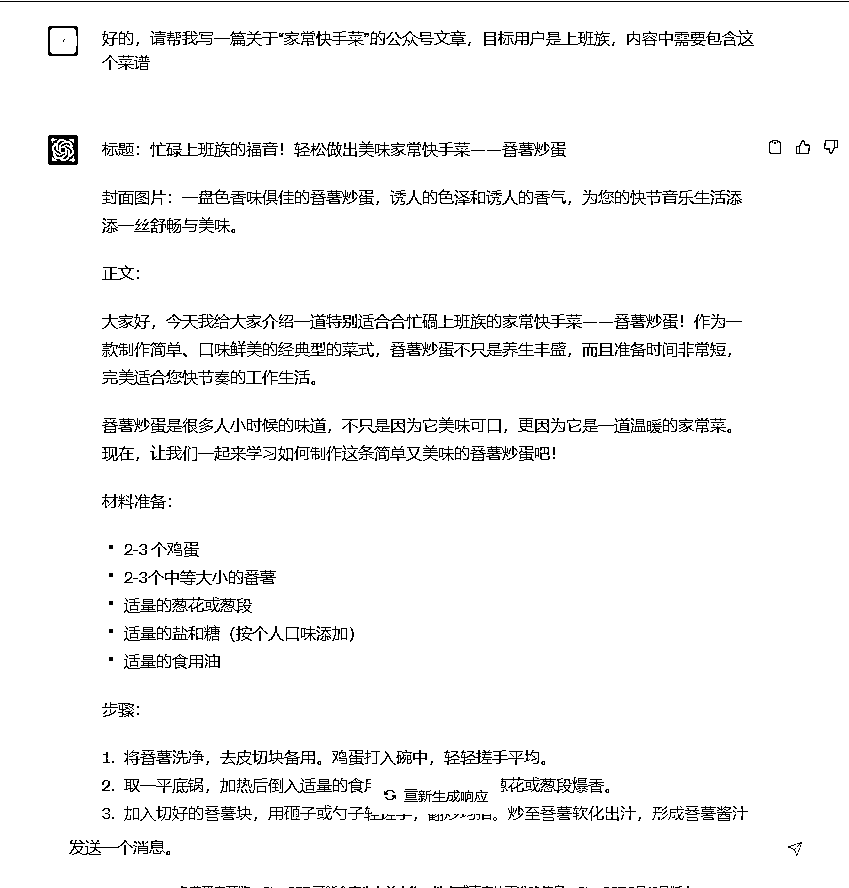 好的，请帮我写一篇关于“家常快手菜”的公众号文章，目标用户是上班族，内容中需要包含这
个菜谱
标题：忙碌上班族的福音！轻松做出美味家常快手菜——番薯炒蛋
封面图片：一盘色香味俱佳的番薯炒蛋，诱人的色泽和诱人的香气，为您的快节音乐生活添
添一丝舒畅与美味。
正文：
大家好，今天我给大家介绍一道特别适合合忙碌上班族的家常快手菜——番薯炒蛋！作为一
款制作简单、口味鲜美的经典型的菜式，番薯炒蛋不只是养生丰盛，而且准备时间非常短，
完美适合您快节奏的工作生活。
番薯炒蛋是很多人小时候的味道，不只是因为它美味可口，更因为它是一道温暖的家常菜。
现在，让我们一起来学习如何制作这条简单又美味的番薯炒蛋吧！
材料准备：
• 2-3 个鸡蛋
• 2-3个中等大小的番薯
• 适量的葱花或葱段
• 适量的盐和糖（按个人口味添加）
• 适量的食用油
步骤：
1. 将番薯洗净，去皮切块备用。鸡蛋打入碗中，轻轻搓手平均。
2. 取一平底锅，加热后倒入适量的食 花或葱段爆香。
重新生成响应
3. 加入切好的番薯块，用砸子或勺子轻 炒至番薯软化出汁，形成番薯酱汁
发送一个消息。